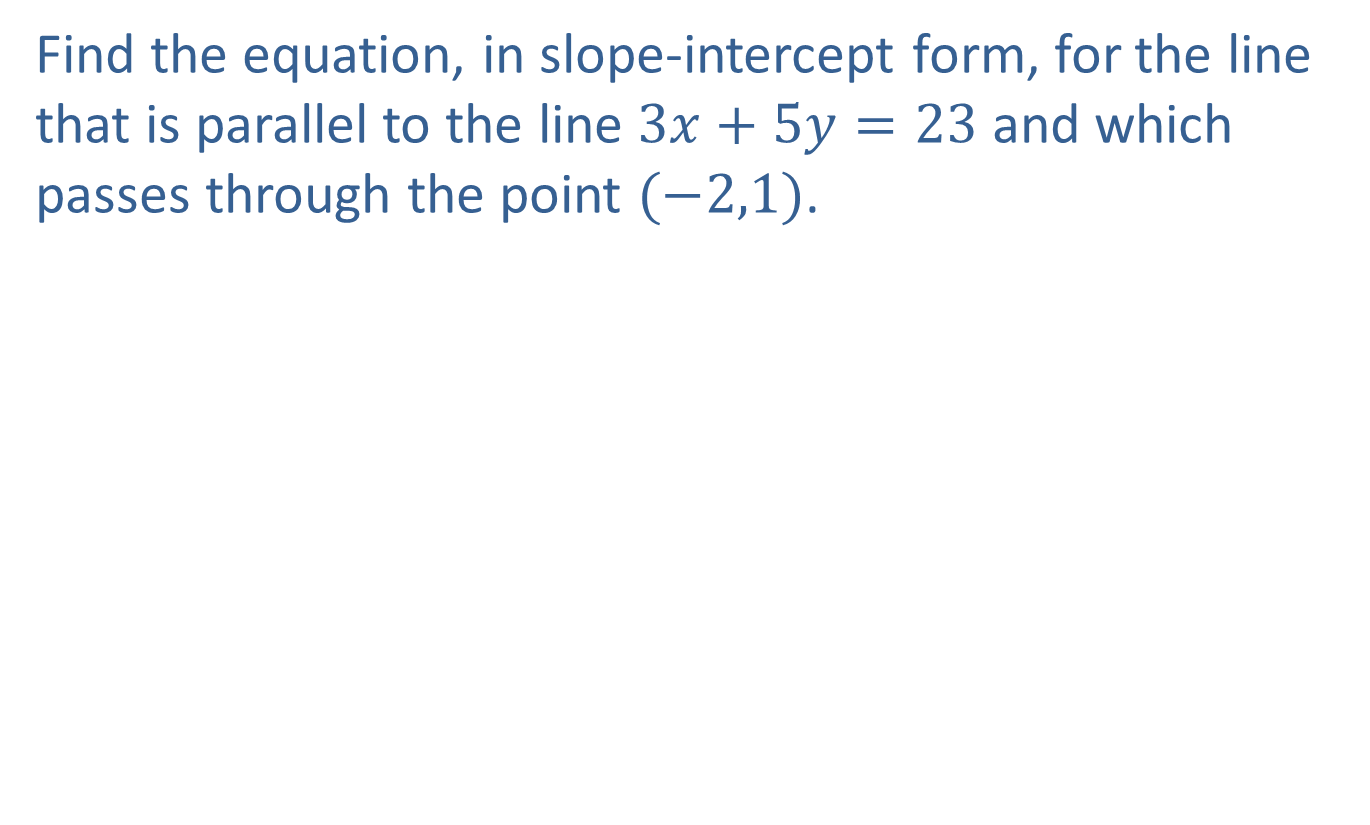 Find the equation, in slope-intercept form, for the line
that is parallel to the line 3𝑥 + 5𝑦 = 23 and which
passes through the point (−2,1).